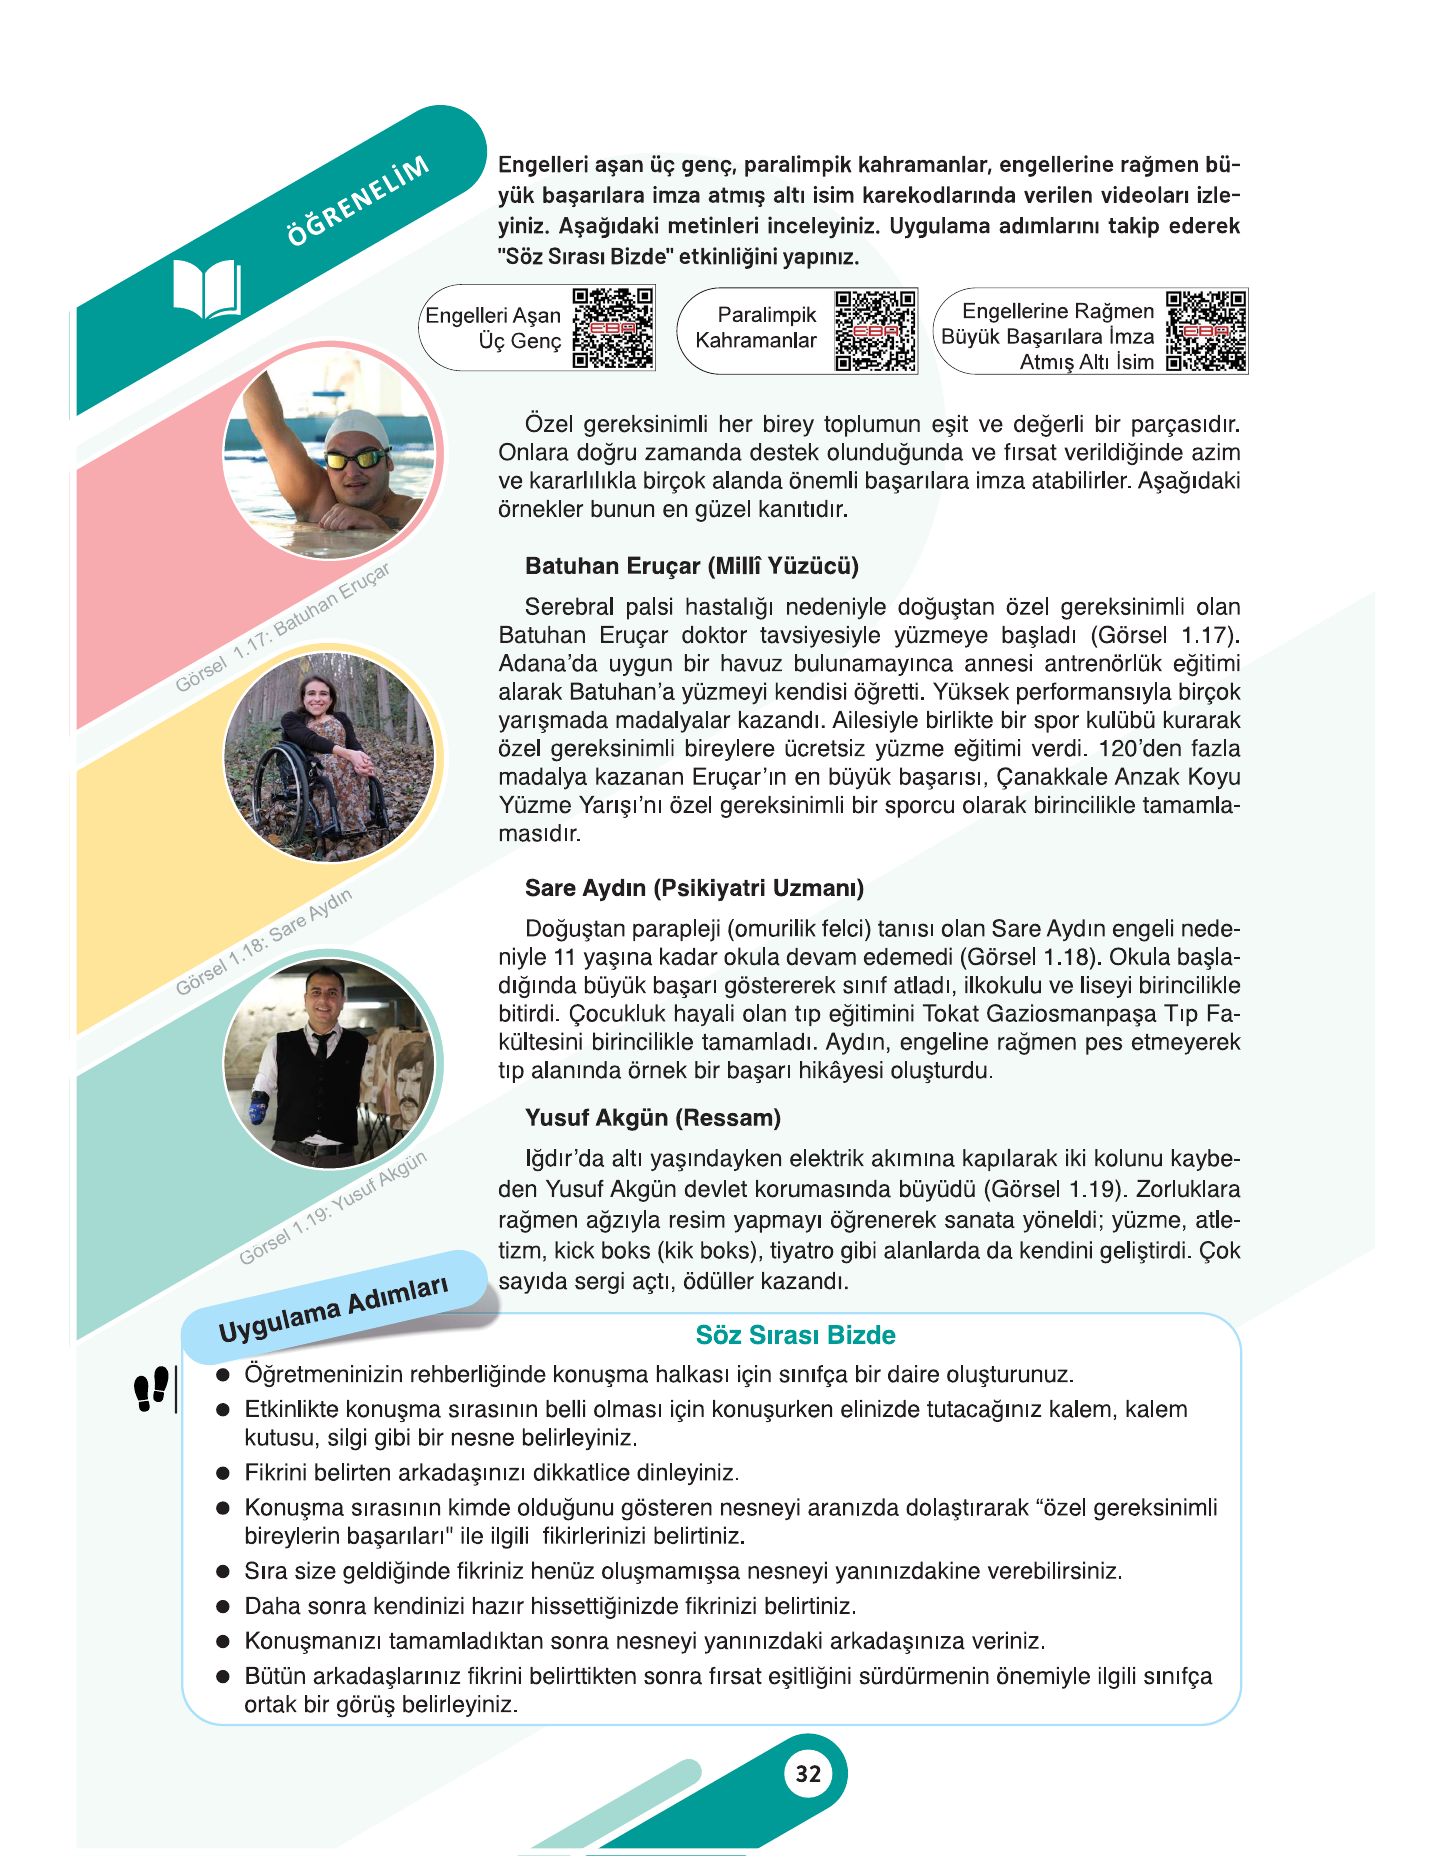 ÖĞRENELİM
Engelleri aşan üç genç, paralimpik kahramanlar, engellerine rağmen bü-
yük başarılara imza atmış altı isim karekodlarında verilen videoları izle-
yiniz. Aşağıdaki metinleri inceleyiniz. Uygulama adımlarını takip ederek
"Söz Sırası Bizde" etkinliğini yapınız.
Engelleri Aşan
Üç Genç
EBA
Paralimpik
Kahramanlar
EBA
Engellerine Rağmen
Büyük Başarılara İmza
Atmış Altı İsim
EBA
Özel gereksinimli her birey toplumun eşit ve değerli bir parçasıdır.
Onlara doğru zamanda destek olunduğunda ve fırsat verildiğinde azim
ve kararlılıkla birçok alanda önemli başarılara imza atabilirler. Aşağıdaki
örnekler bunun en güzel kanıtıdır.
Batuhan Eruçar (Millî Yüzücü)
Serebral palsi hastalığı nedeniyle doğuştan özel gereksinimli olan
Batuhan Eruçar doktor tavsiyesiyle yüzmeye başladı (Görsel 1.17).
Adana’da uygun bir havuz bulunamayınca annesi antrenörlük eğitimi
alarak Batuhan’a yüzmeyi kendisi öğretti. Yüksek performansıyla birçok
yarışmada madalyalar kazandı. Ailesiyle birlikte bir spor kulübü kurarak
özel gereksinimli bireylere ücretsiz yüzme eğitimi verdi. 120’den fazla
madalya kazanan Eruçar’ın en büyük başarısı, Çanakkale Anzak Koyu
Yüzme Yarışı’nı özel gereksinimli bir sporcu olarak birincilikle tamamla-
masıdır.
Görsel 1.17: Batuhan Eruçar
Sare Aydın (Psikiyatri Uzmanı)
Doğuştan parapleji (omurilik felci) tanısı olan Sare Aydın engeli nede-
niyle 11 yaşına kadar okula devam edemedi (Görsel 1.18). Okula başla-
dığında büyük başarı göstererek sınıf atladı, ilkokulu ve liseyi birincilikle
bitirdi. Çocukluk hayali olan tıp eğitimini Tokat Gaziosmanpaşa Tıp Fa-
kültesini birincilikle tamamladı. Aydın, engeline rağmen pes etmeyerek
tıp alanında örnek bir başarı hikâyesi oluşturdu.
Görsel 1.18: Sare Aydın
Yusuf Akgün (Ressam)
Iğdır’da altı yaşındayken elektrik akımına kapılarak iki kolunu kaybe-
den Yusuf Akgün devlet korumasında büyüdü (Görsel 1.19). Zorluklara
rağmen ağzıyla resim yapmayı öğrenerek sanata yöneldi; yüzme, atle-
tizm, kick boks (kik boks), tiyatro gibi alanlarda da kendini geliştirdi. Çok
sayıda sergi açtı, ödüller kazandı.
Görsel 1.19: Yusuf Akgün
Uygulama Adımları
Söz Sırası Bizde
● Öğretmeninizin rehberliğinde konuşma halkası için sınıfça bir daire oluşturunuz.
● Etkinlikte konuşma sırasının belli olması için konuşurken elinizde tutacağınız kalem, kalem
kutusu, silgi gibi bir nesne belirleyiniz.
● Fikrini belirten arkadaşınızı dikkatlice dinleyiniz.
● Konuşma sırasının kimde olduğunu gösteren nesneyi aranızda dolaştırarak “özel gereksinimli
bireylerin başarıları" ile ilgili fikirlerinizi belirtiniz.
● Sıra size geldiğinde fikriniz henüz oluşmamışsa nesneyi yanınızdakine verebilirsiniz.
● Daha sonra kendinizi hazır hissettiğinizde fikrinizi belirtiniz.
● Konuşmanızı tamamladıktan sonra nesneyi yanınızdaki arkadaşınıza veriniz.
● Bütün arkadaşlarınız fikrini belirttikten sonra fırsat eşitliğini sürdürmenin önemiyle ilgili sınıfça
ortak bir görüş belirleyiniz.
32